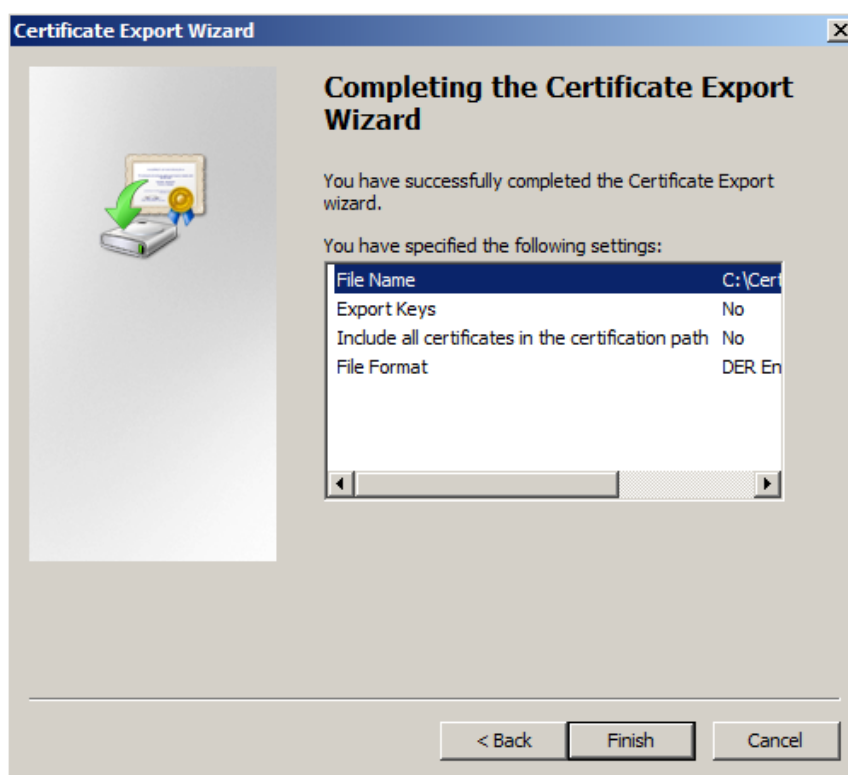 Certificate Export Wizard
Completing the Certificate Export
Wizard
You have successfully completed the Certificate Export
wizard.
You have specified the following settings:
File Name C:\Cert
Export Keys No
Include all certificates in the certification path No
File Format DER En
< Back Finish Cancel